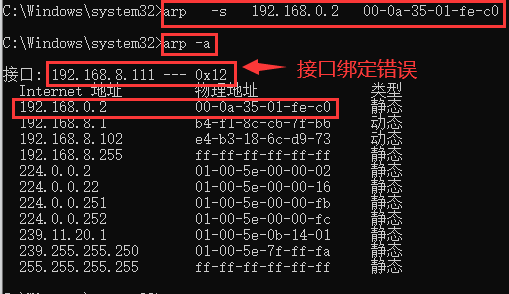 C:\Windows\system32>arp -s 192.168.0.2 00-0a-35-01-fe-c0
C:\Windows\system32>arp -a
接口: 192.168.8.111 --- 0x12
接口绑定错误
Internet 地址 物理地址 类型
192.168.0.2 00-0a-35-01-fe-c0 静态
192.168.8.1 b4-f1-8c-c6-7f-b6 动态
192.168.8.102 e4-b3-18-6c-d9-73 动态
192.168.8.255 ff-ff-ff-ff-ff-ff 静态
224.0.0.2 01-00-5e-00-00-02 静态
224.0.0.22 01-00-5e-00-00-16 静态
224.0.0.251 01-00-5e-00-00-fb 静态
224.0.0.252 01-00-5e-00-00-fc 静态
239.11.20.1 01-00-5e-0b-14-01 静态
239.255.255.250 01-00-5e-7f-ff-fa 静态
255.255.255.255 ff-ff-ff-ff-ff-ff 静态